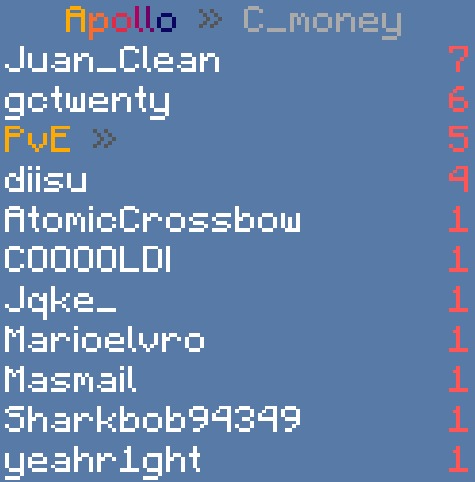 Apollo » C_money
Juan_Clean 7
gctwenty 6
PvE » 5
diisu 4
AtomicCrossbow 1
COOOOLDI 1
Jqke_ 1
Marioelvro 1
Masmail 1
Sharkbob94349 1
yeahr1ght 1